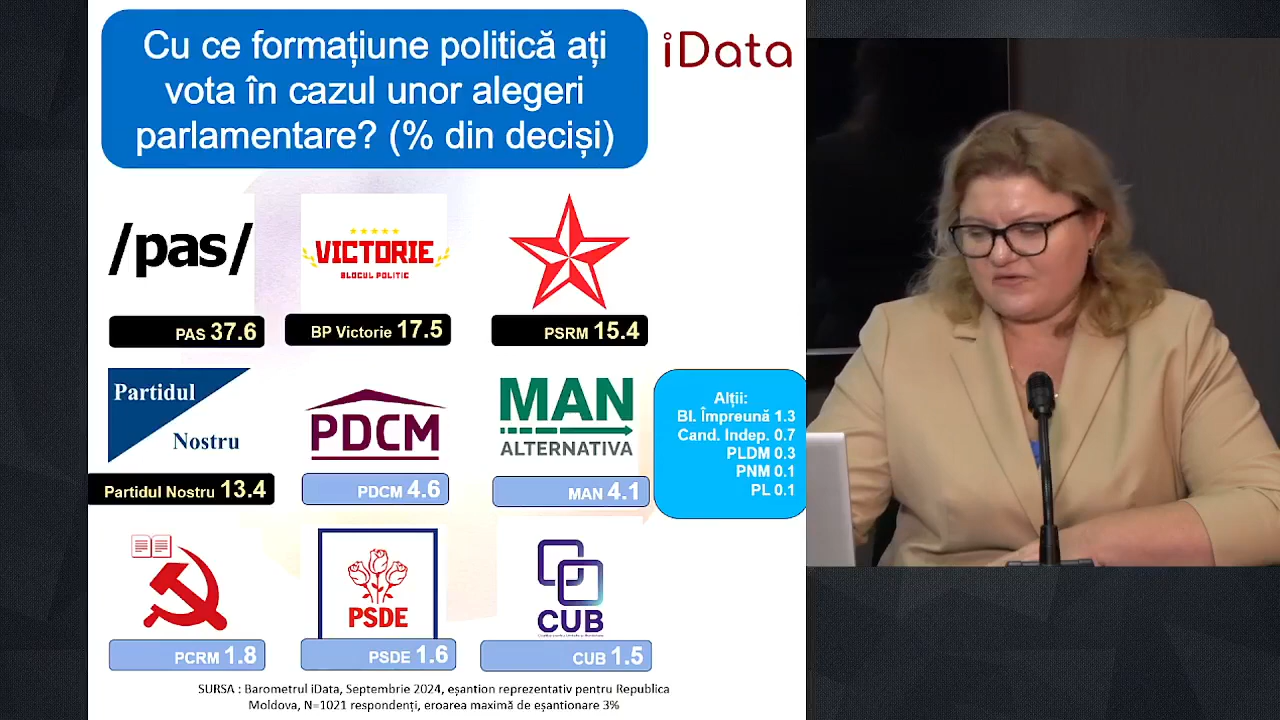 Cu ce formațiune politică ați
vota în cazul unor alegeri
parlamentare? (% din deciși)
iData
/pas/
VICTORIE
BLOCUL POLITIC
PAS 37.6
BP Victorie 17.5
PSRM 15.4
Partidul
Nostru
PDCM
MAN
ALTERNATIVA
Partidul Nostru 13.4
PDCM 4.6
MAN 4.1
Alții:
Bl. Împreună 1.3
Cand. Indep. 0.7
PLDM 0.3
PNM 0.1
PL 0.1
PSDE
CUB
PCRM 1.8
PSDE 1.6
CUB 1.5
SURSA : Barometrul iData, Septembrie 2024, eșantion reprezentativ pentru Republica
Moldova, N=1021 respondenți, eroarea maximă de eșantionare 3%